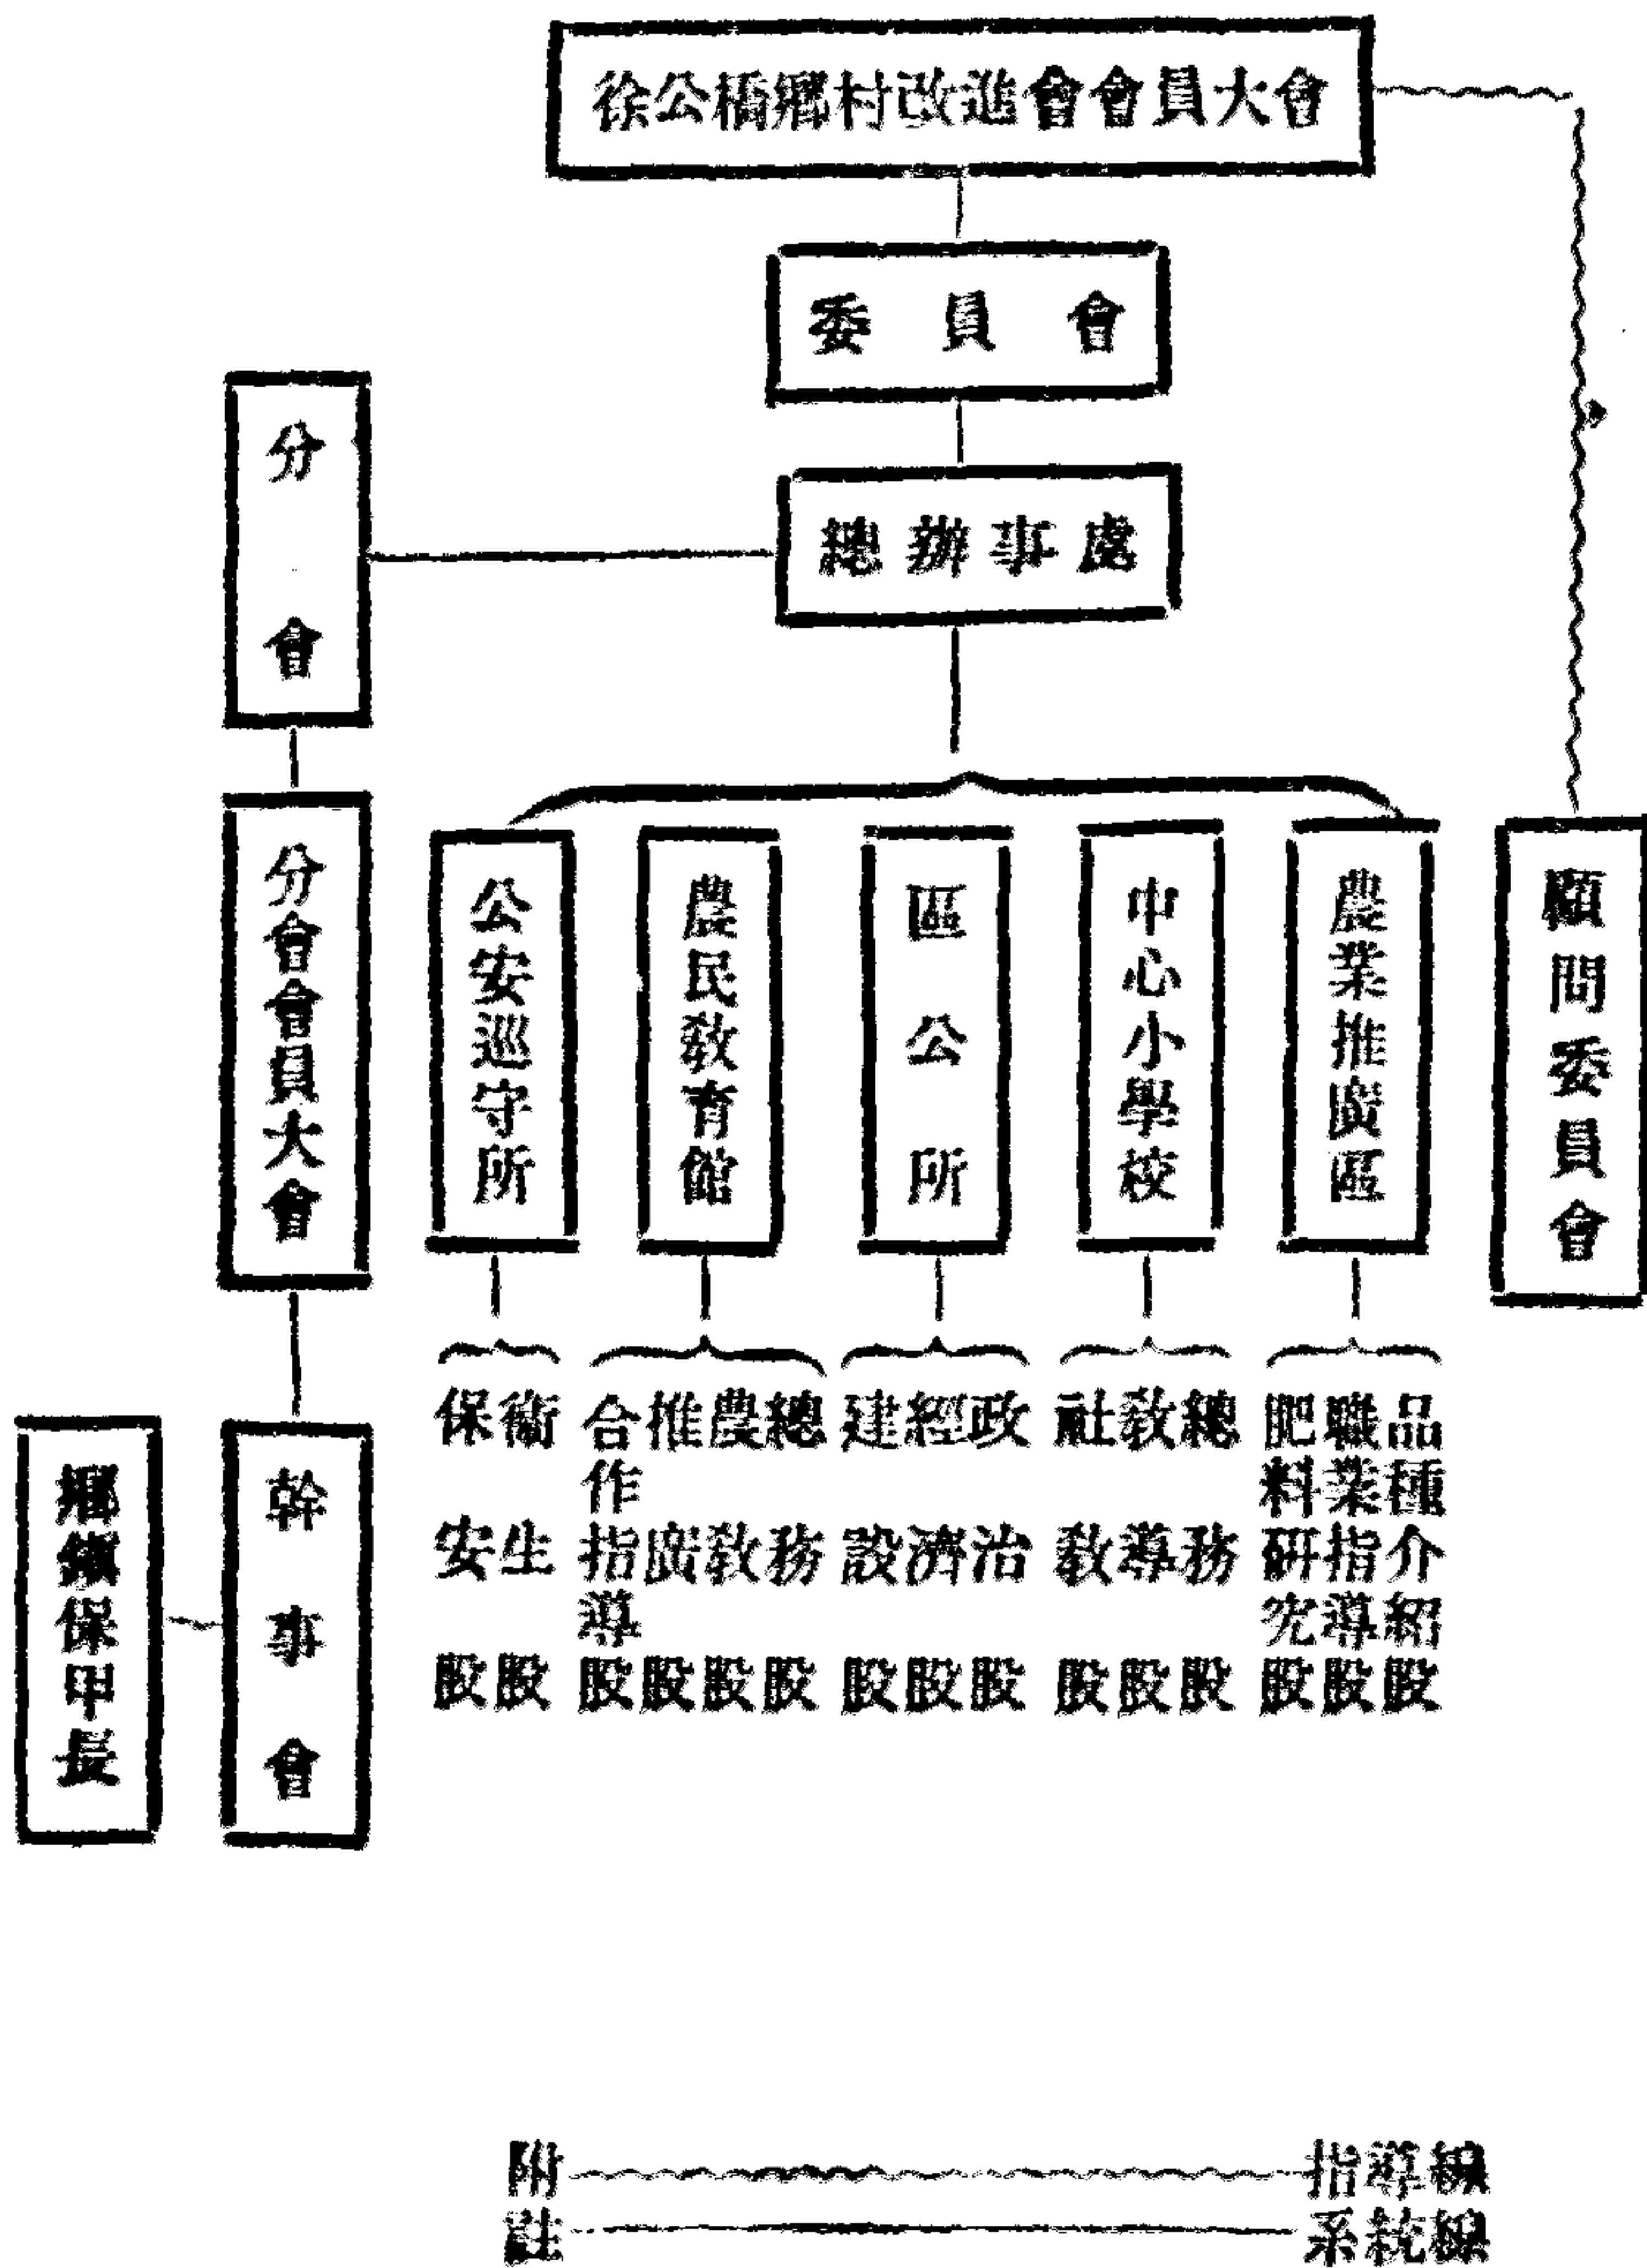 徐公橋鄉村改進會會員大會
委員會
總辦事處
分會
分會會員大會
幹事會
鄉鎮保甲長
顧問委員會
農業推廣區
中心小學校
區公所
農民敎育館
公安巡守所
品種介紹股
職業指導股
肥料研究股
總務股
敎導股
社敎股
政治股
經濟股
建設股
總務股
農敎股
推廣股
合作指導股
衞生股
保安股
附註
指導線
系統線